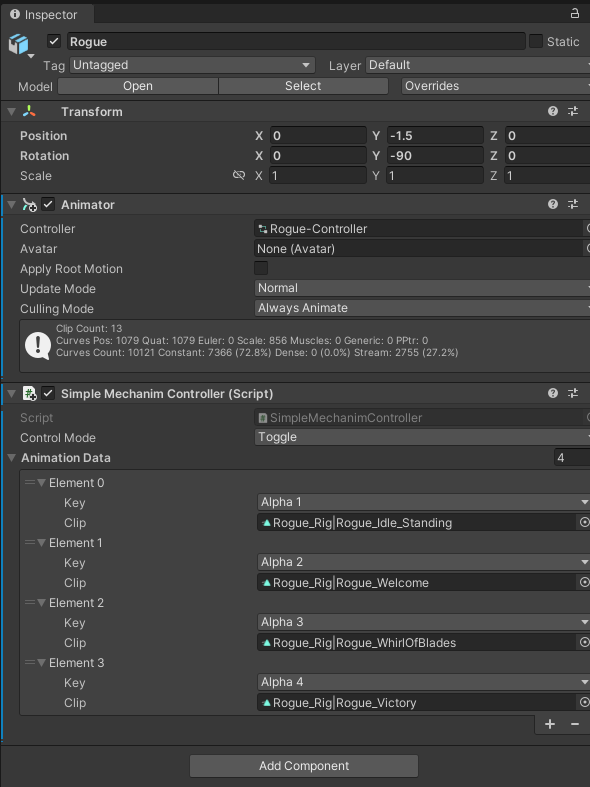 Inspector
Rogue Static
Tag Untagged Layer Default
Model Open Select Overrides
Transform
Position X 0 Y -1.5 Z 0
Rotation X 0 Y -90 Z 0
Scale X 1 Y 1 Z 1
Animator
Controller Rogue-Controller
Avatar None (Avatar)
Apply Root Motion
Update Mode Normal
Culling Mode Always Animate
Clip Count: 13
Curves Pos: 1079 Quat: 1079 Euler: 0 Scale: 856 Muscles: 0 Generic: 0 PPtr: 0
Curves Count: 10121 Constant: 7366 (72.8%) Dense: 0 (0.0%) Stream: 2755 (27.2%)
Simple Mechanim Controller (Script)
Script SimpleMechanimController
Control Mode Toggle
Animation Data 4
Element 0
Key Alpha 1
Clip Rogue_Rig|Rogue_Idle_Standing
Element 1
Key Alpha 2
Clip Rogue_Rig|Rogue_Welcome
Element 2
Key Alpha 3
Clip Rogue_Rig|Rogue_WhirlOfBlades
Element 3
Key Alpha 4
Clip Rogue_Rig|Rogue_Victory
+ −
Add Component